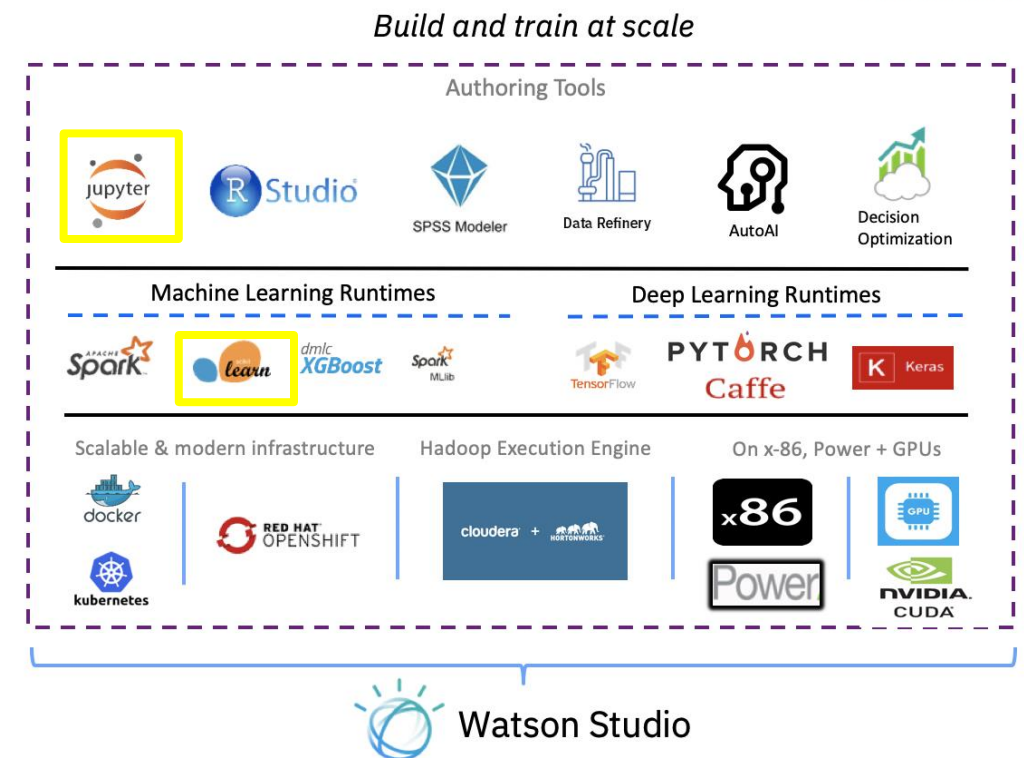 Build and train at scale
Authoring Tools
jupyter
R Studio
SPSS Modeler
Data Refinery
AutoAI
Decision
Optimization
Machine Learning Runtimes
Deep Learning Runtimes
APACHE
Spark
learn
dmlc
XGBoost
Spark
MLlib
TensorFlow
PYTORCH
Caffe
K Keras
Scalable & modern infrastructure
Hadoop Execution Engine
On x-86, Power + GPUs
docker
kubernetes
RED HAT
OPENSHIFT
cloudera + HORTONWORKS
x86
Power
GPU
NVIDIA.
CUDA
Watson Studio